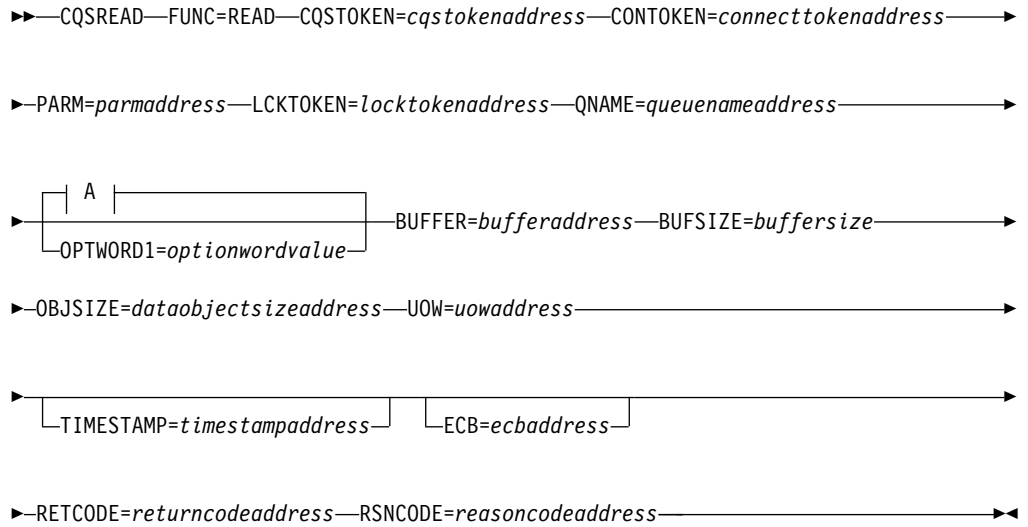 CQSREAD FUNC=READ CQSTOKEN=cqstokenaddress CONTOKEN=connecttokenaddress
PARM=parmaddress LCKTOKEN=locktokenaddress QNAME=queuenameaddress
A
BUFFER=bufferaddress BUFSIZE=buffersize
OPTWORD1=optionwordvalue
OBJSIZE=dataobjectsizeaddress UOW=uowaddress
TIMESTAMP=timestampaddress ECB=ecbaddress
RETCODE=returncodeaddress RSNCODE=reasoncodeaddress